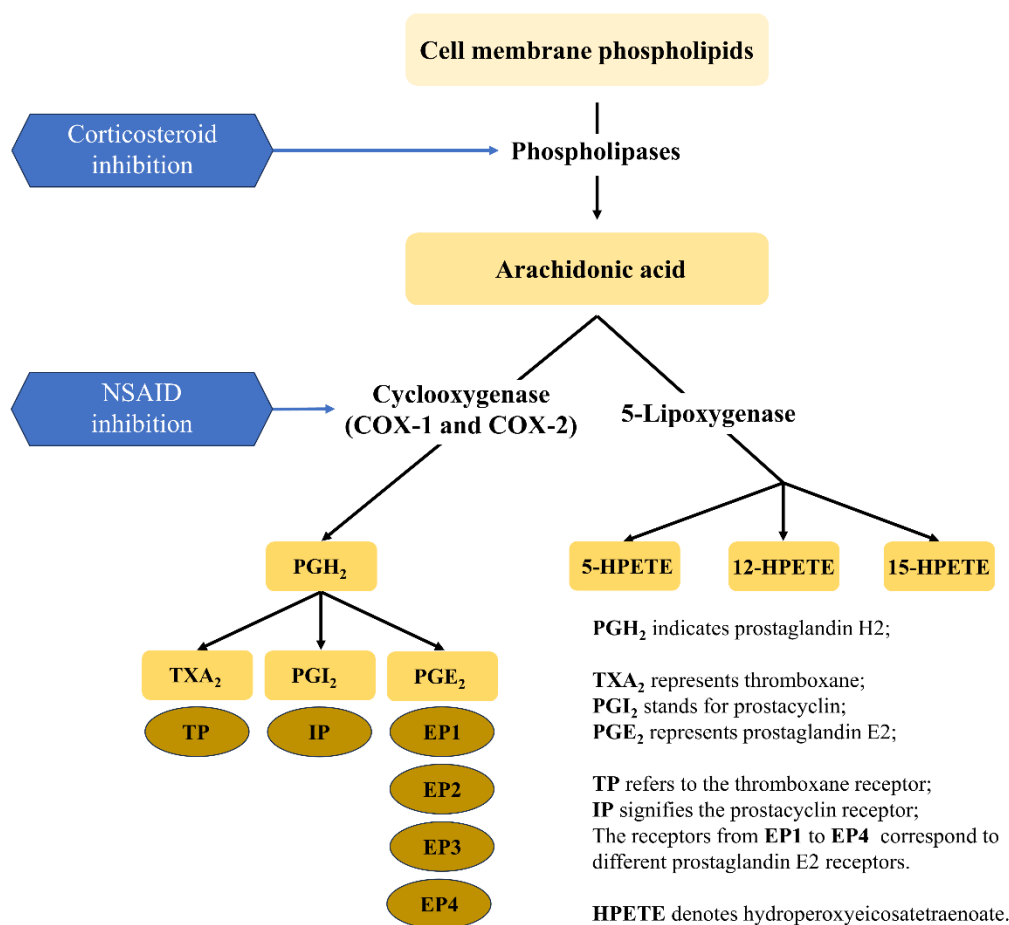 Cell membrane phospholipids
Corticosteroid
inhibition
Phospholipases
Arachidonic acid
NSAID
inhibition
Cyclooxygenase
(COX-1 and COX-2)
5-Lipoxygenase
PGH₂
5-HPETE
12-HPETE
15-HPETE
TXA₂
PGI₂
PGE₂
TP
IP
EP1
EP2
EP3
EP4
PGH₂ indicates prostaglandin H2;
TXA₂ represents thromboxane;
PGI₂ stands for prostacyclin;
PGE₂ represents prostaglandin E2;
TP refers to the thromboxane receptor;
IP signifies the prostacyclin receptor;
The receptors from EP1 to EP4 correspond to
different prostaglandin E2 receptors.
HPETE denotes hydroperoxyeicosatetraenoate.